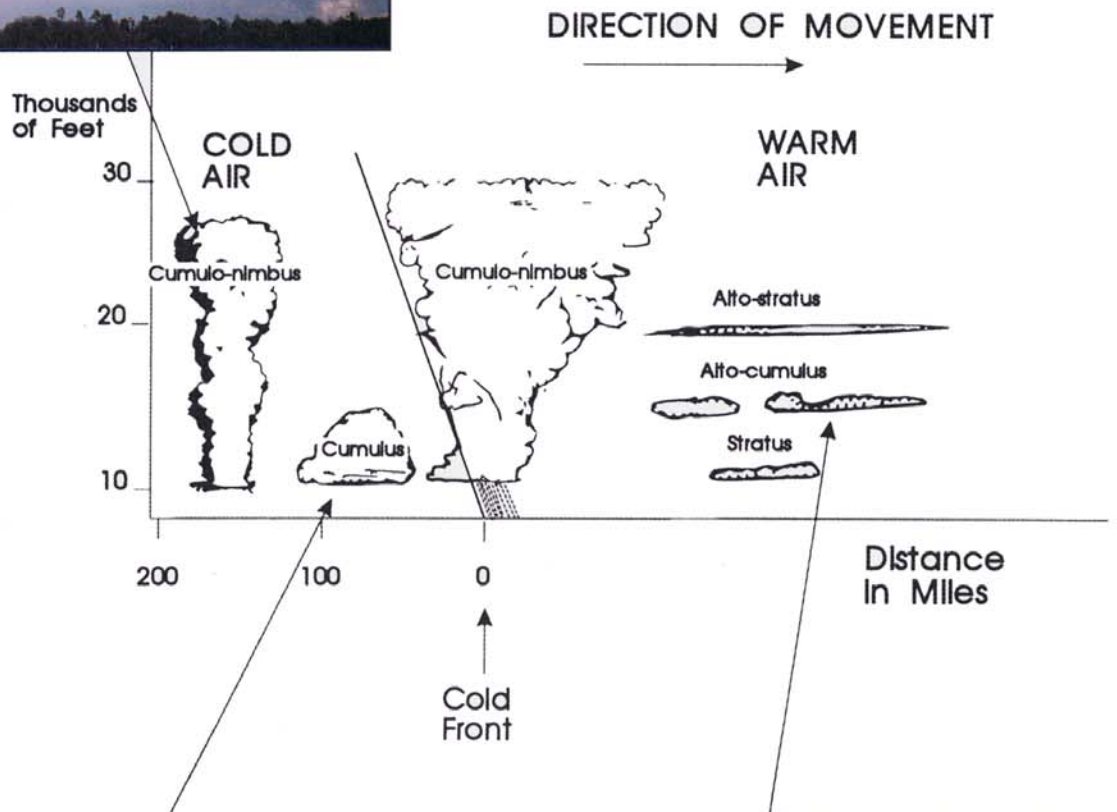 DIRECTION OF MOVEMENT
Thousands
of Feet
COLD
AIR
WARM
AIR
30
Cumulo-nimbus
Cumulo-nimbus
Alto-stratus
20
Alto-cumulus
Stratus
Cumulus
10
200
100
0
Distance
in Miles
Cold
Front